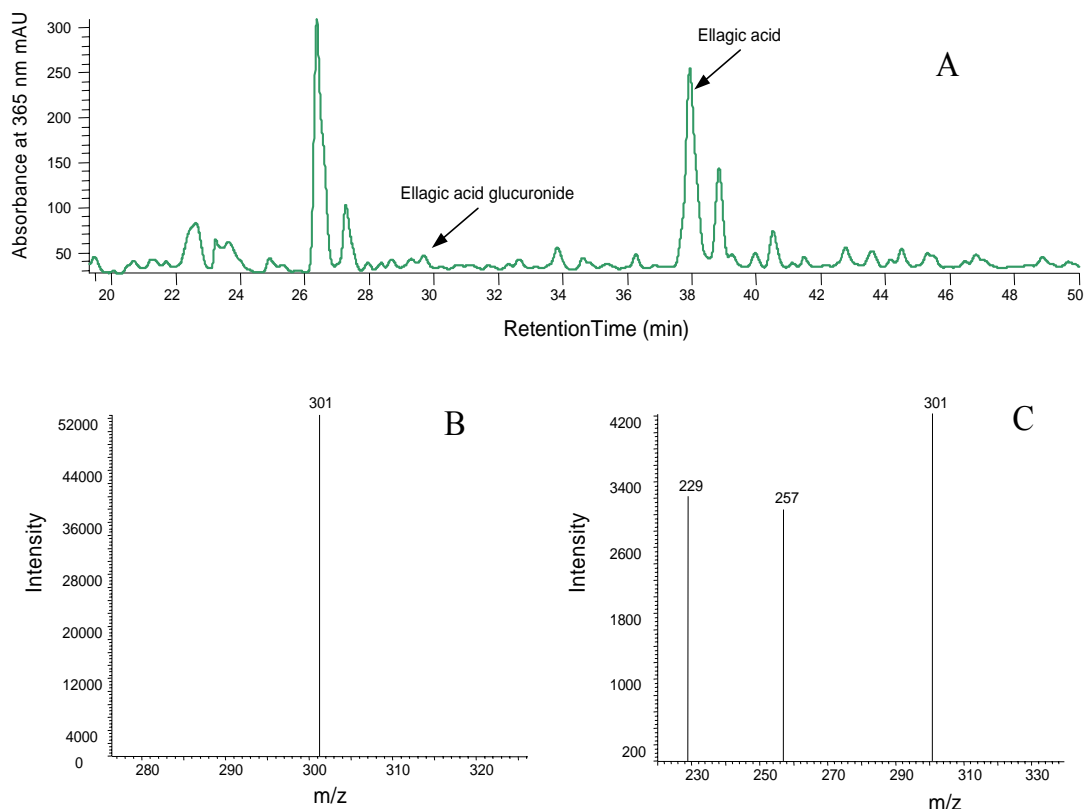 Absorbance at 365 nm mAU
300
250
200
150
100
50
Ellagic acid
A
Ellagic acid glucuronide
20 22 24 26 28 30 32 34 36 38 40 42 44 46 48 50
RetentionTime (min)
B
301
Intensity
52000
44000
36000
28000
20000
12000
4000
0
280 290 300 310 320
m/z
C
301
229
257
Intensity
4200
3400
2600
1800
1000
200
230 250 270 290 310 330
m/z